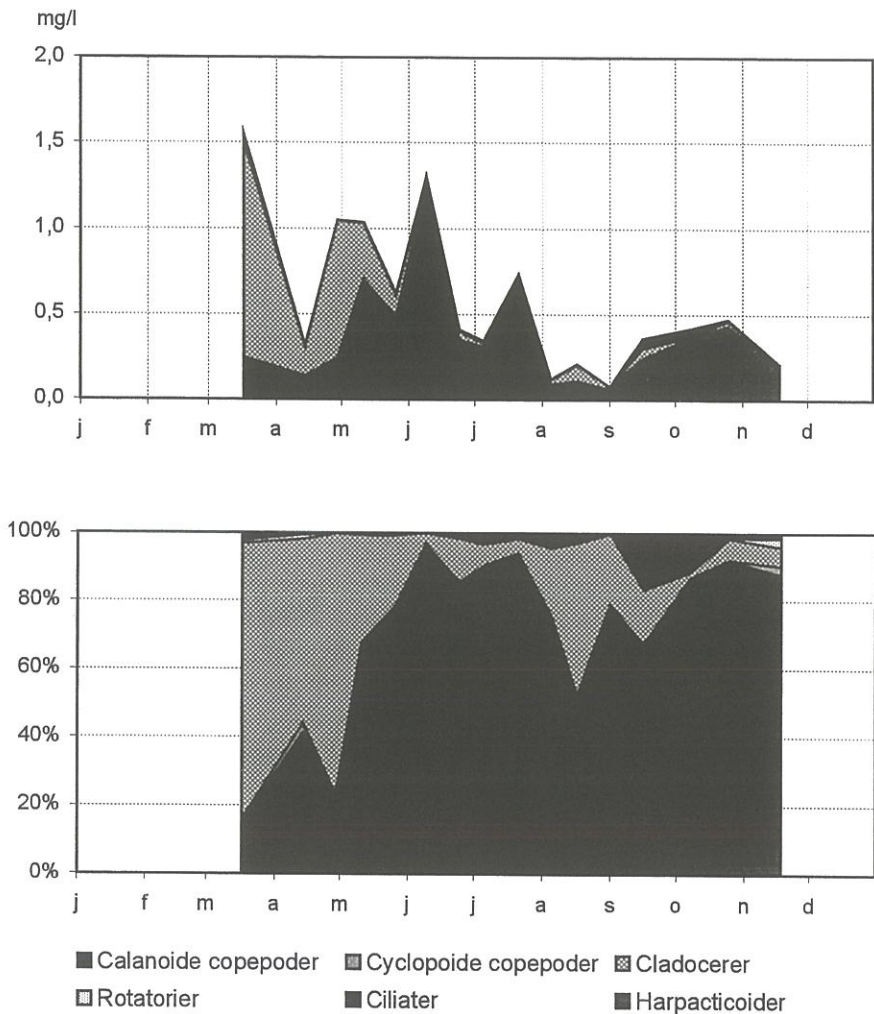 mg/l
2,0
1,5
1,0
0,5
0,0
j f m a m j j a s o n d
100%
80%
60%
40%
20%
0%
j f m a m j j a s o n d
Calanoide copepoder Cyclopoide copepoder Cladocerer
Rotatorier Ciliater Harpacticoider